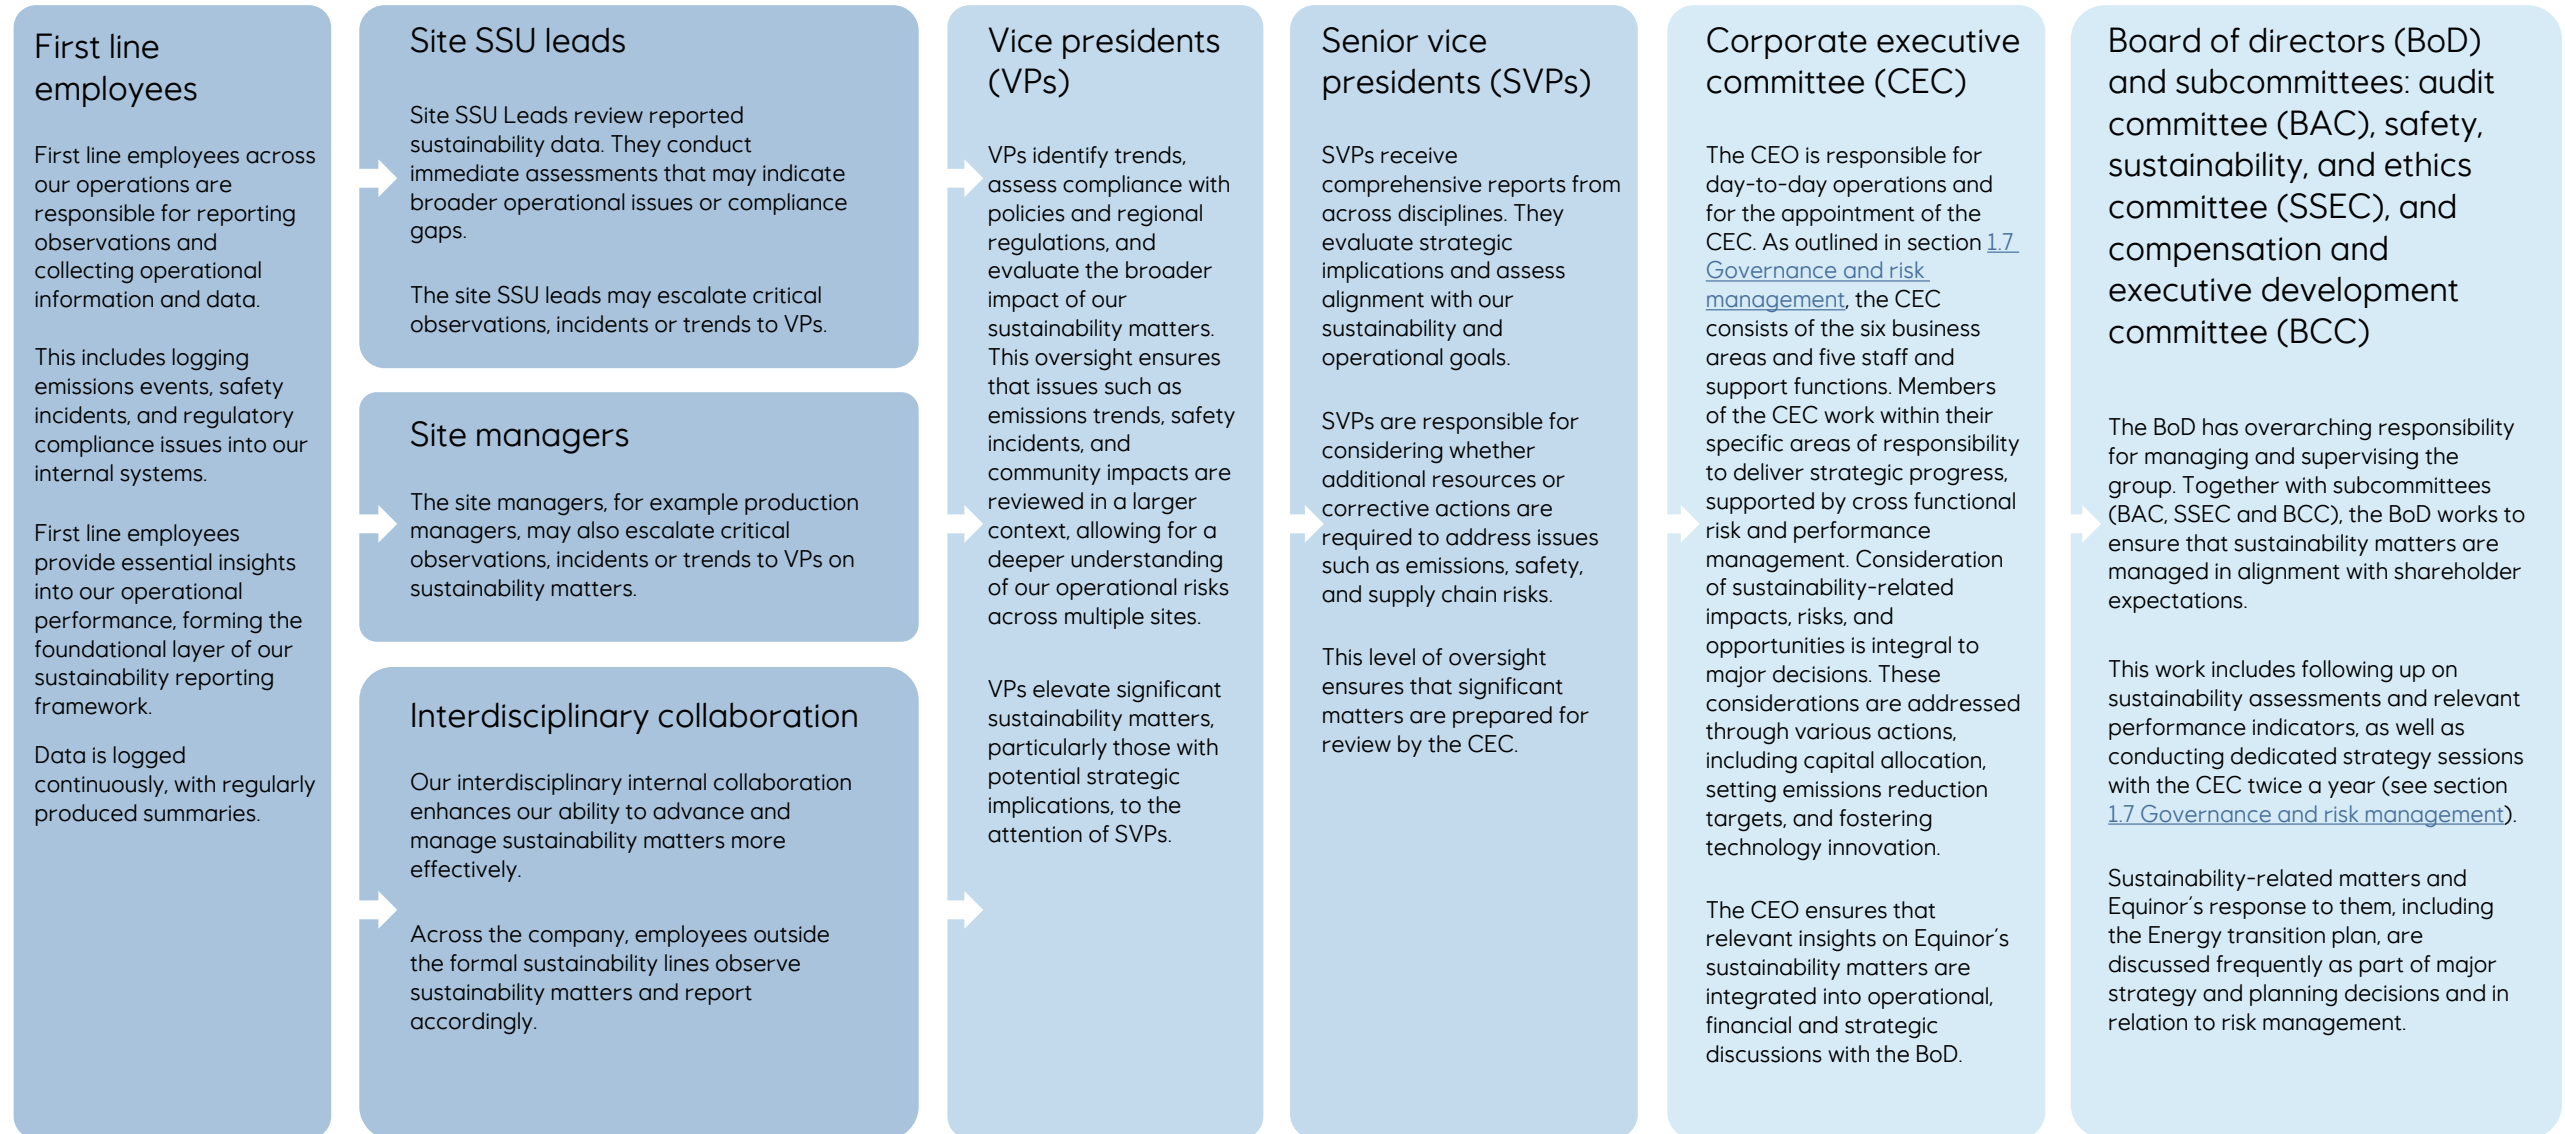 First line
employees
First line employees across
our operations are
responsible for reporting
observations and
collecting operational
information and data.
This includes logging
emissions events, safety
incidents, and regulatory
compliance issues into our
internal systems.
First line employees
provide essential insights
into our operational
performance, forming the
foundational layer of our
sustainability reporting
framework.
Data is logged
continuously, with regularly
produced summaries.
Site SSU leads
Site SSU Leads review reported
sustainability data. They conduct
immediate assessments that may indicate
broader operational issues or compliance
gaps.
The site SSU leads may escalate critical
observations, incidents or trends to VPs.
Site managers
The site managers, for example production
managers, may also escalate critical
observations, incidents or trends to VPs on
sustainability matters.
Interdisciplinary collaboration
Our interdisciplinary internal collaboration
enhances our ability to advance and
manage sustainability matters more
effectively.
Across the company, employees outside
the formal sustainability lines observe
sustainability matters and report
accordingly.
Vice presidents
(VPs)
VPs identify trends,
assess compliance with
policies and regional
regulations, and
evaluate the broader
impact of our
sustainability matters.
This oversight ensures
that issues such as
emissions trends, safety
incidents, and
community impacts are
reviewed in a larger
context, allowing for a
deeper understanding
of our operational risks
across multiple sites.
VPs elevate significant
sustainability matters,
particularly those with
potential strategic
implications, to the
attention of SVPs.
Senior vice
presidents (SVPs)
SVPs receive
comprehensive reports from
across disciplines. They
evaluate strategic
implications and assess
alignment with our
sustainability and
operational goals.
SVPs are responsible for
considering whether
additional resources or
corrective actions are
required to address issues
such as emissions, safety,
and supply chain risks.
This level of oversight
ensures that significant
matters are prepared for
review by the CEC.
Corporate executive
committee (CEC)
The CEO is responsible for
day-to-day operations and
for the appointment of the
CEC. As outlined in section 1.7
Governance and risk
management, the CEC
consists of the six business
areas and five staff and
support functions. Members
of the CEC work within their
specific areas of responsibility
to deliver strategic progress,
supported by cross functional
risk and performance
management. Consideration
of sustainability-related
impacts, risks, and
opportunities is integral to
major decisions. These
considerations are addressed
through various actions,
including capital allocation,
setting emissions reduction
targets, and fostering
technology innovation.
The CEO ensures that
relevant insights on Equinor´s
sustainability matters are
integrated into operational,
financial and strategic
discussions with the BoD.
Board of directors (BoD)
and subcommittees: audit
committee (BAC), safety,
sustainability, and ethics
committee (SSEC), and
compensation and
executive development
committee (BCC)
The BoD has overarching responsibility
for managing and supervising the
group. Together with subcommittees
(BAC, SSEC and BCC), the BoD works to
ensure that sustainability matters are
managed in alignment with shareholder
expectations.
This work includes following up on
sustainability assessments and relevant
performance indicators, as well as
conducting dedicated strategy sessions
with the CEC twice a year (see section
1.7 Governance and risk management).
Sustainability-related matters and
Equinor´s response to them, including
the Energy transition plan, are
discussed frequently as part of major
strategy and planning decisions and in
relation to risk management.